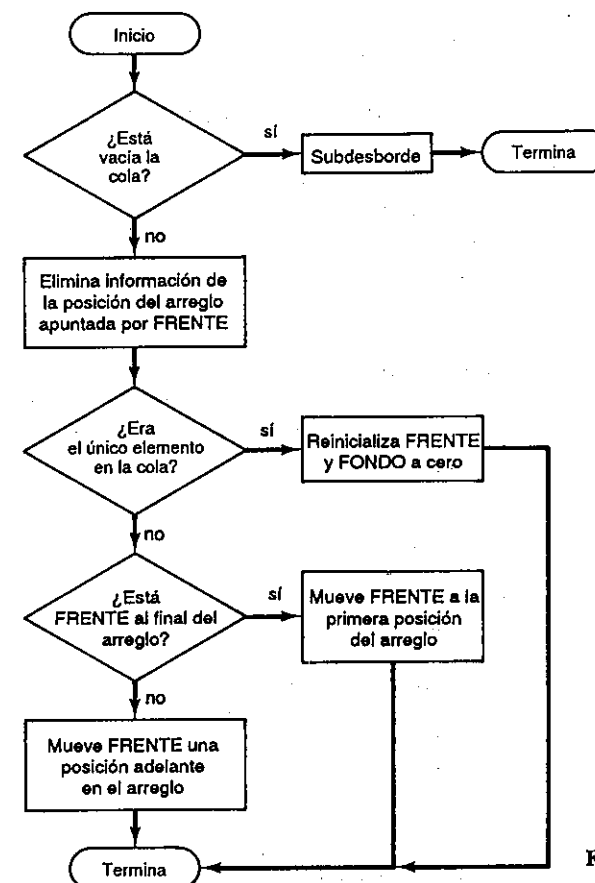 Inicio
¿Está
vacía la
cola?
sí
Subdesborde
Termina
no
Elimina información de
la posición del arreglo
apuntada por FRENTE
¿Era
el único elemento
en la cola?
sí
Reinicializa FRENTE
y FONDO a cero
no
¿Está
FRENTE al final del
arreglo?
sí
Mueve FRENTE a la
primera posición
del arreglo
no
Mueve FRENTE una
posición adelante
en el arreglo
Termina